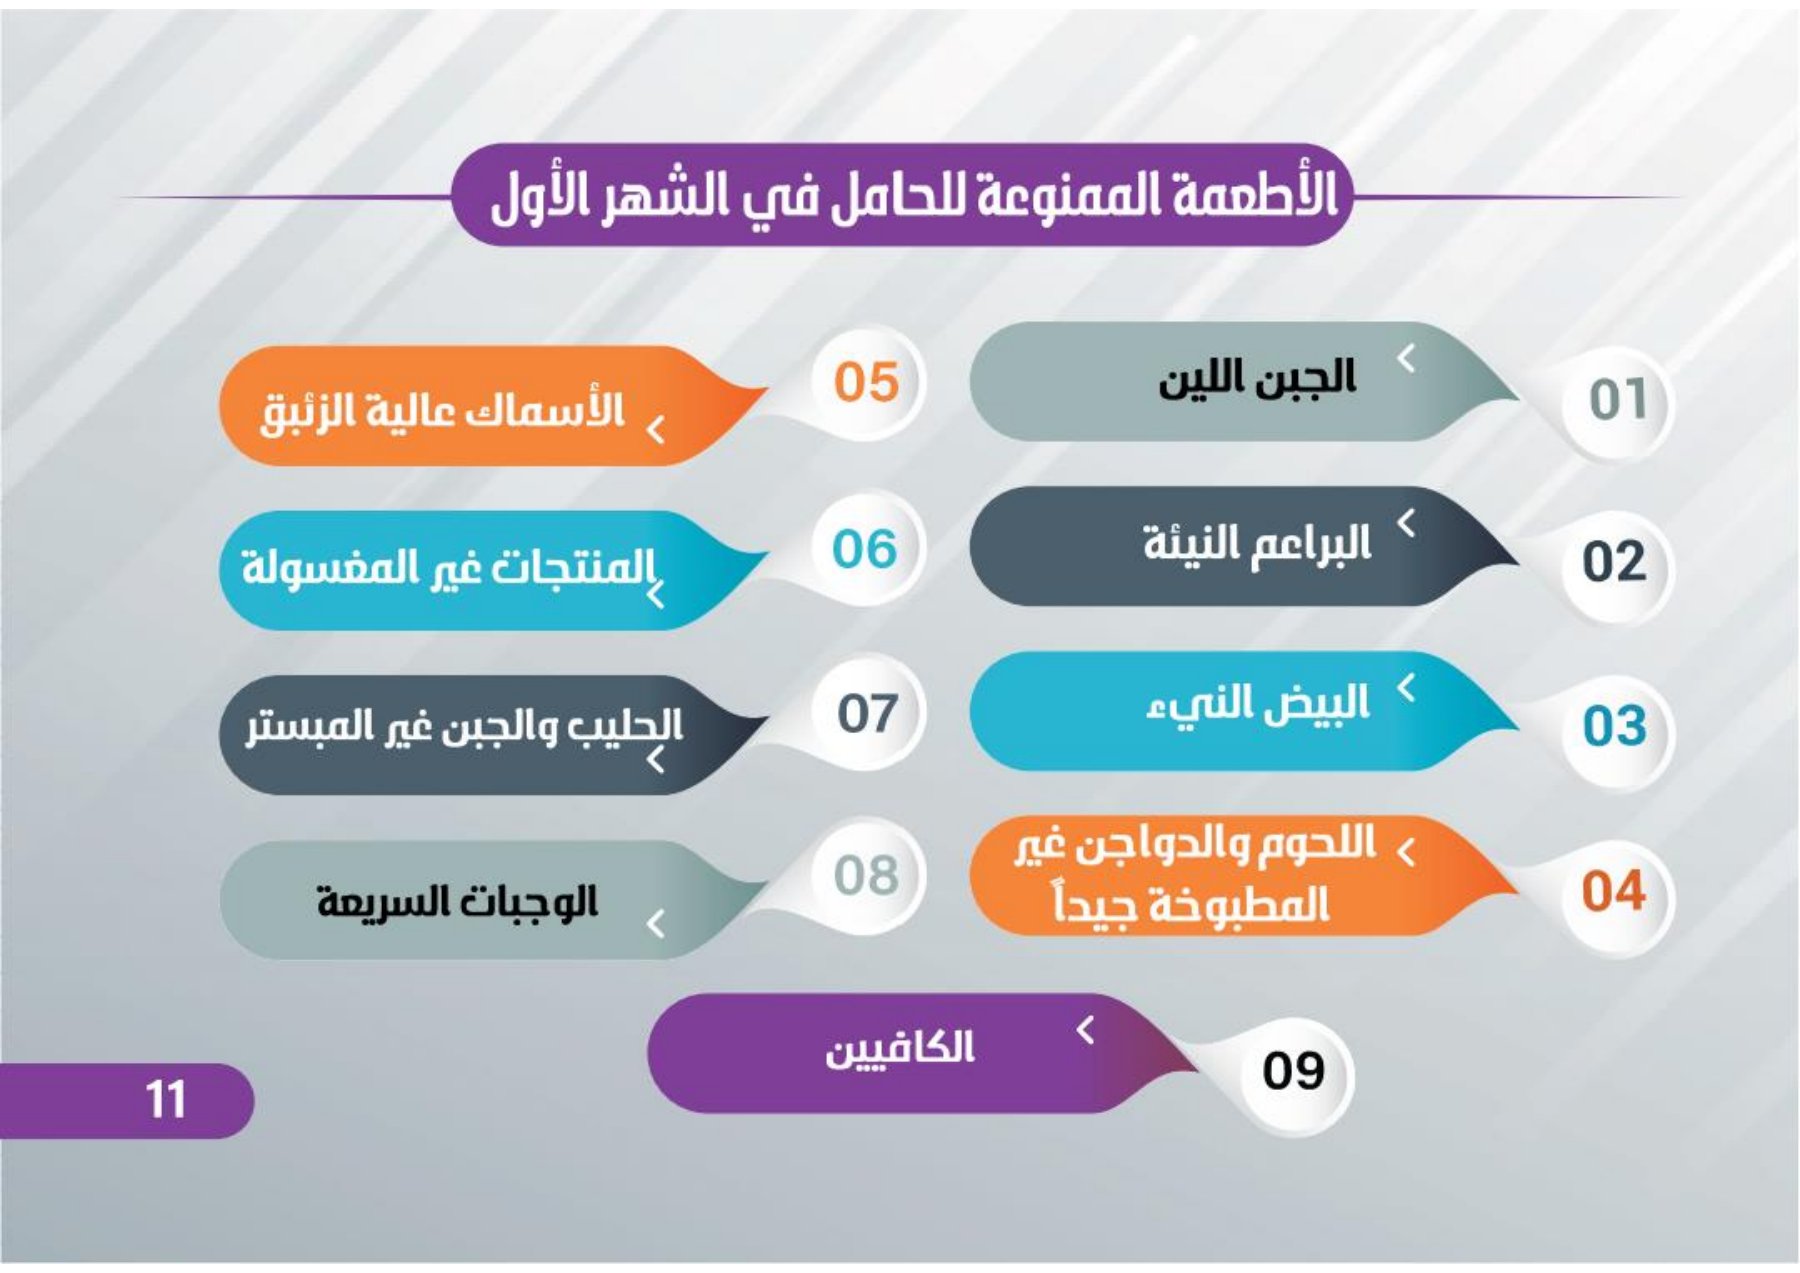 الأطعمة الممنوعة للحامل في الشهر الأول
01
الجبن اللين
02
البراعم النيئة
03
البيض النيء
04
اللحوم والدواجن غير
المطبوخة جيداً
05
الأسماك عالية الزئبق
06
المنتجات غير المغسولة
07
الحليب والجبن غير المبستر
08
الوجبات السريعة
09
الكافيين
11